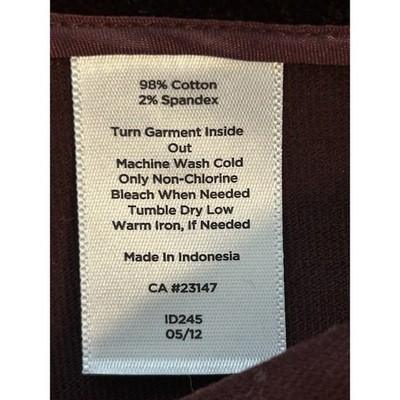 98% Cotton
2% Spandex
Turn Garment Inside
Out
Machine Wash Cold
Only Non-Chlorine
Bleach When Needed
Tumble Dry Low
Warm Iron, If Needed
Made In Indonesia
CA #23147
ID245
05/12